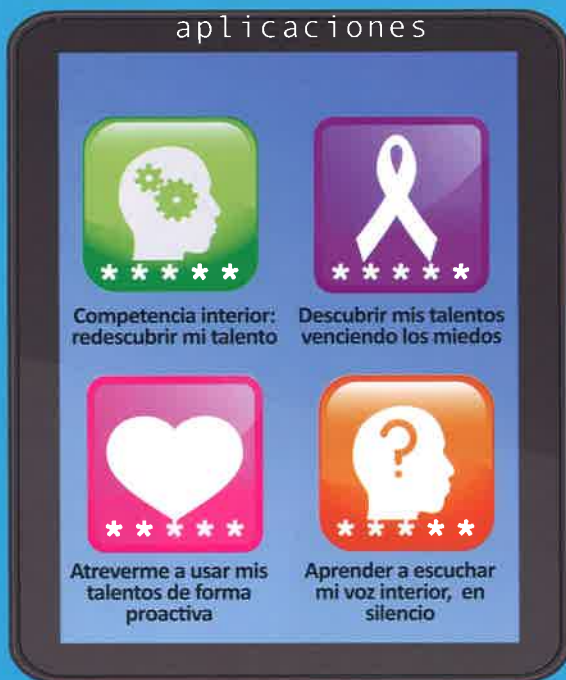 aplicaciones
* * * * *
* * * * *
Competencia interior:
redescubrir mi talento
Descubrir mis talentos
venciendo los miedos
?
* * * * *
* * * * *
Atreverme a usar mis
talentos de forma
proactiva
Aprender a escuchar
mi voz interior, en
silencio